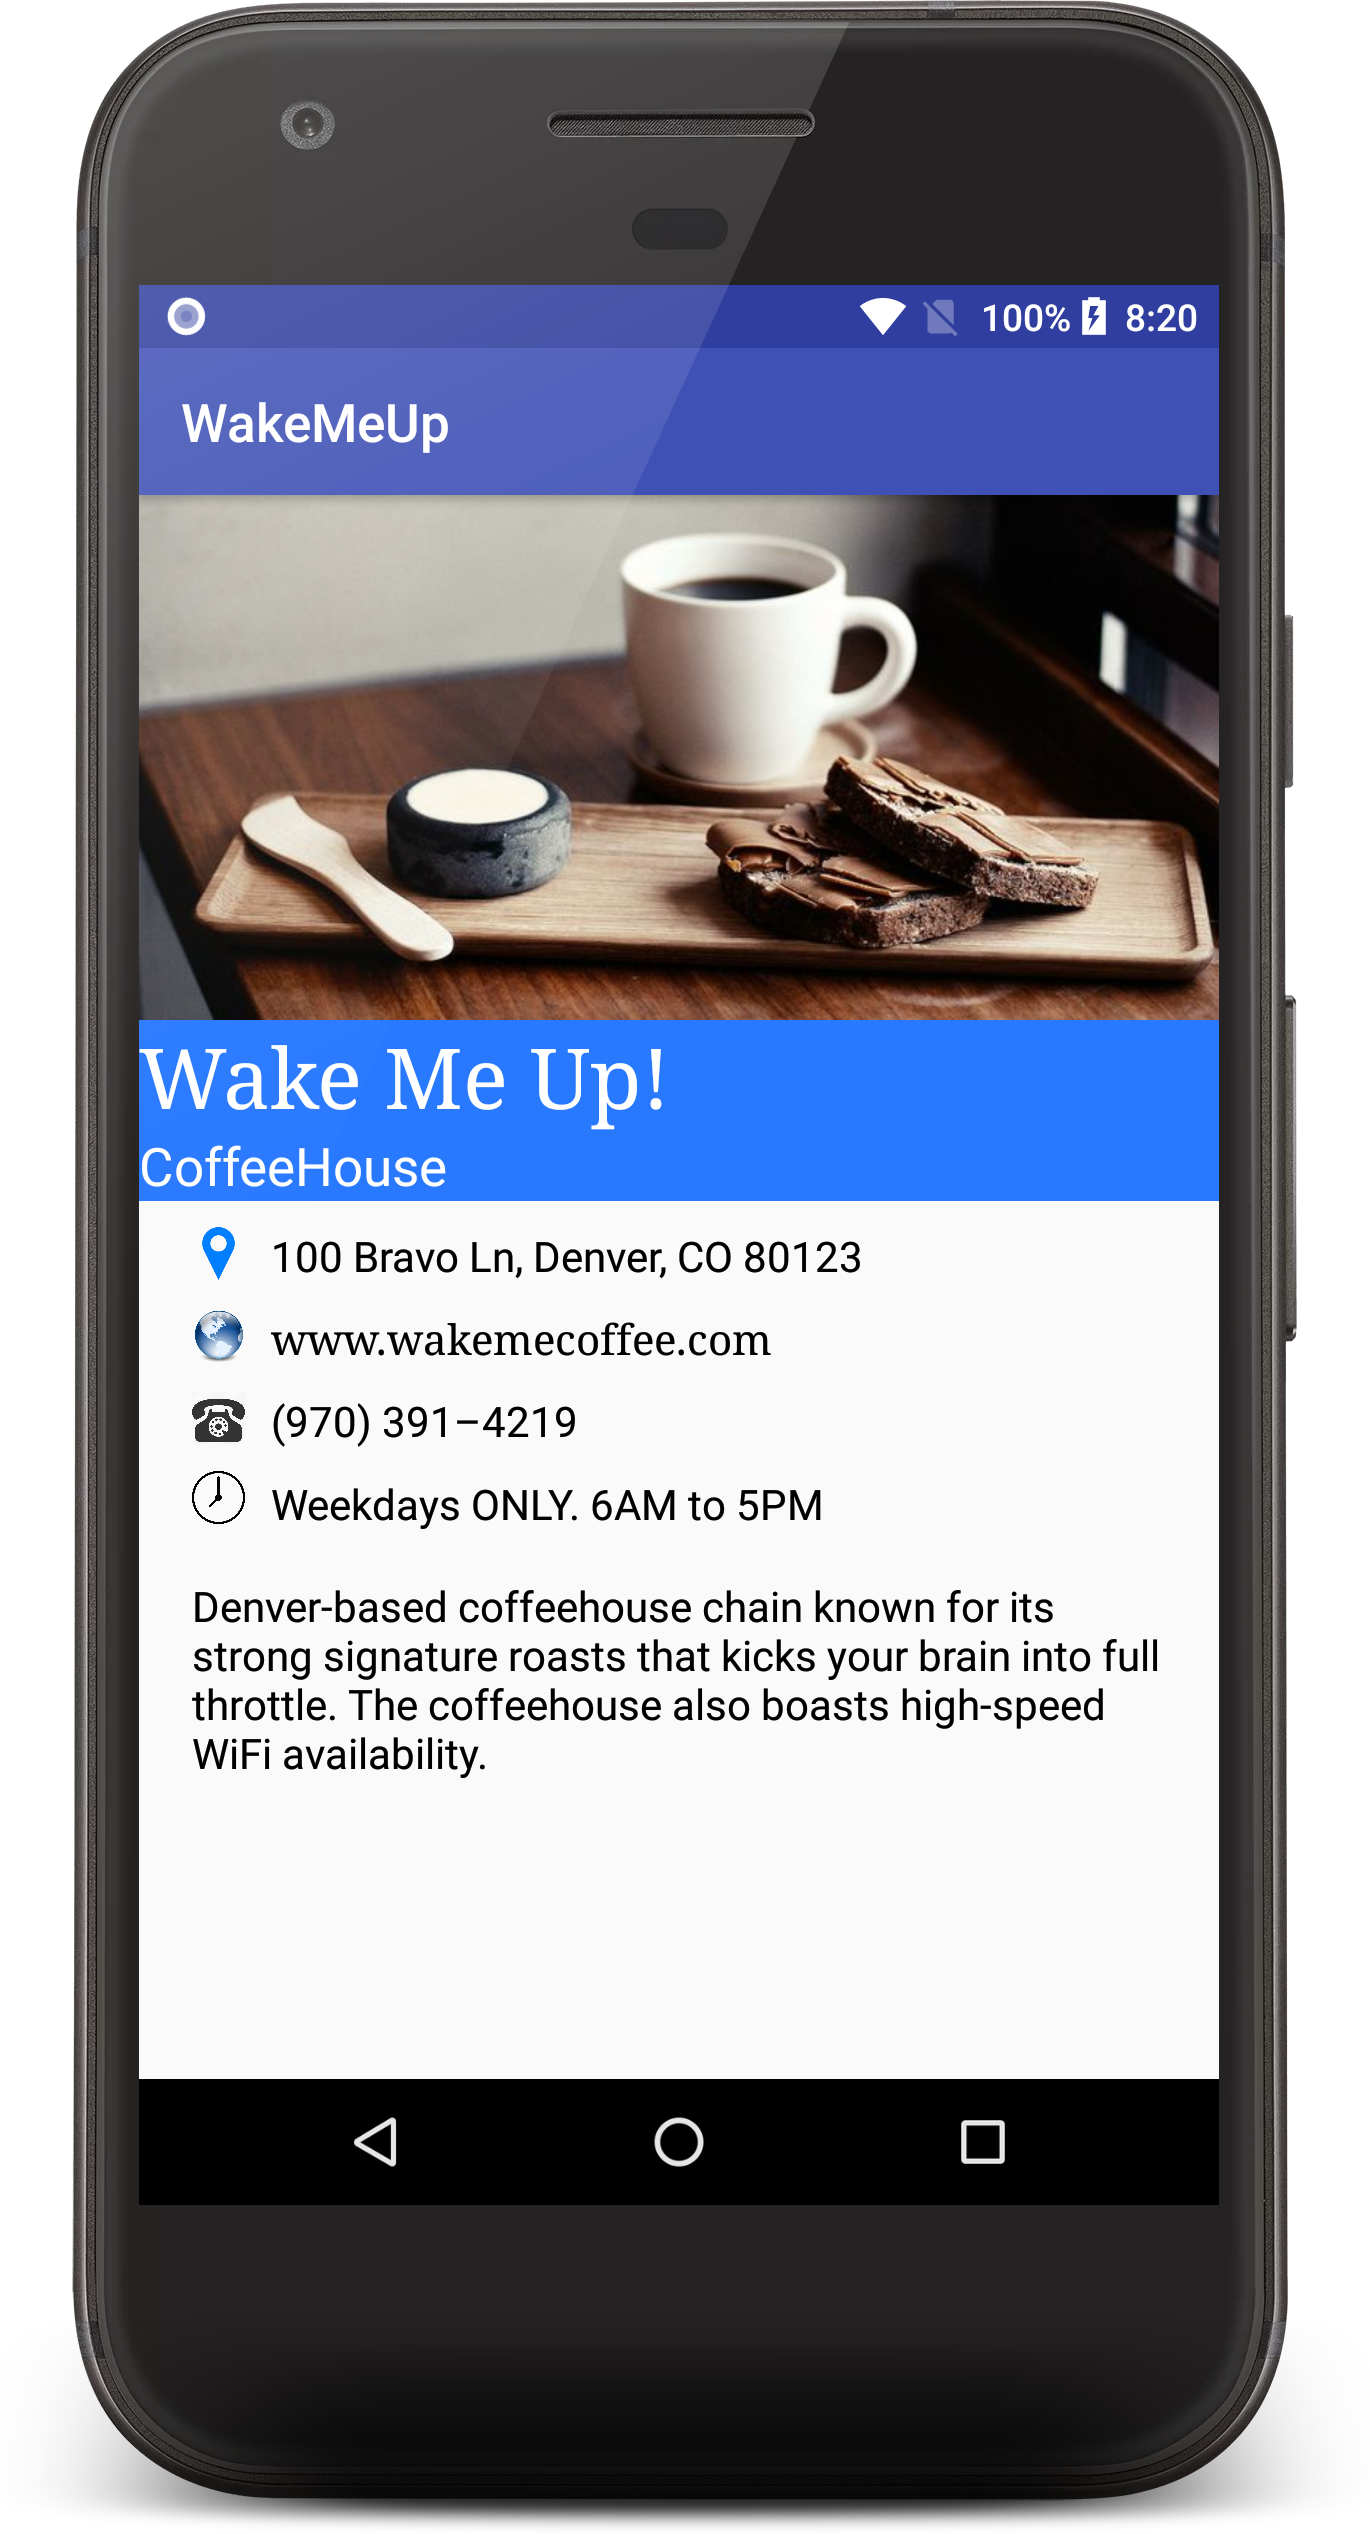 100% 8:20
WakeMeUp
Wake Me Up!
CoffeeHouse
100 Bravo Ln, Denver, CO 80123
www.wakemecoffee.com
(970) 391–4219
Weekdays ONLY. 6AM to 5PM
Denver-based coffeehouse chain known for its
strong signature roasts that kicks your brain into full
throttle. The coffeehouse also boasts high-speed
WiFi availability.